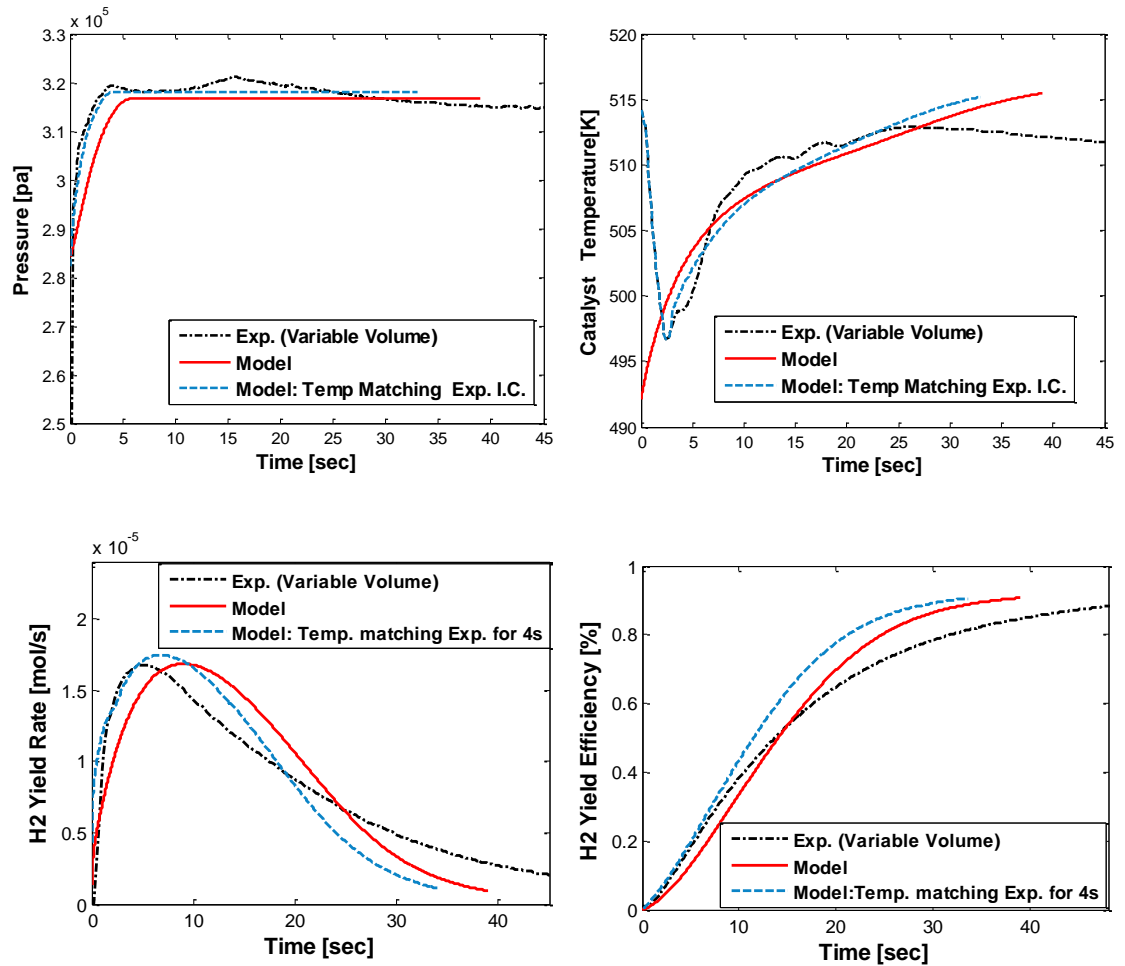 x 10^5
3.3
3.2
3.1
3
2.9
2.8
2.7
2.6
2.5
Pressure [pa]
Exp. (Variable Volume)
Model
Model: Temp Matching Exp. I.C.
0 5 10 15 20 25 30 35 40 45
Time [sec]
520
515
510
505
500
495
490
Catalyst Temperature[K]
Exp. (Variable Volume)
Model
Model: Temp Matching Exp. I.C.
0 5 10 15 20 25 30 35 40 45
Time [sec]
x 10^-5
2
1.5
1
0.5
0
H2 Yield Rate [mol/s]
Exp. (Variable Volume)
Model
Model: Temp. matching Exp. for 4s
0 10 20 30 40
Time [sec]
1
0.8
0.6
0.4
0.2
0
H2 Yield Efficiency [%]
Exp. (Variable Volume)
Model
Model:Temp. matching Exp. for 4s
0 10 20 30 40
Time [sec]